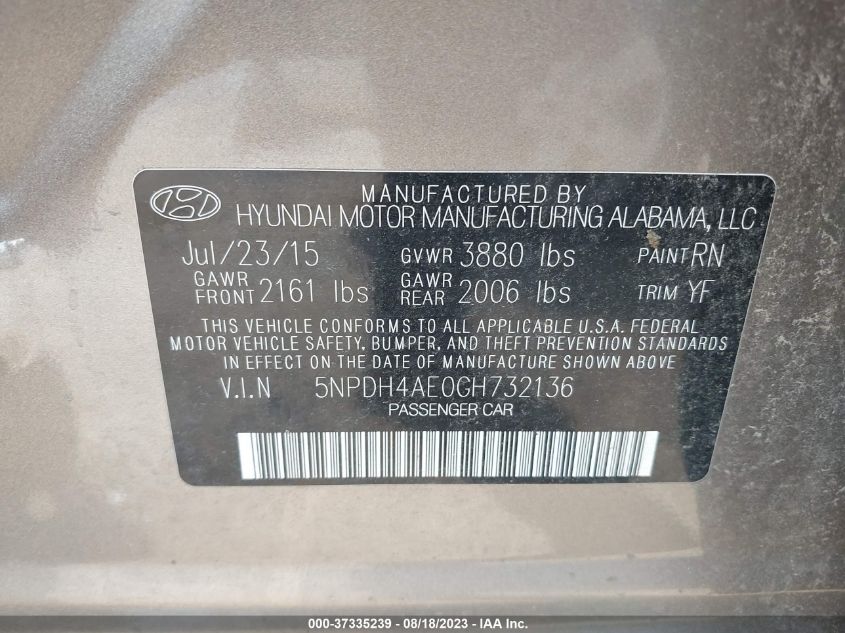 MANUFACTURED BY
HYUNDAI MOTOR MANUFACTURING ALABAMA, LLC
Jul/23/15 GVWR 3880 lbs PAINT RN
GAWR FRONT 2161 lbs GAWR REAR 2006 lbs TRIM YF
THIS VEHICLE CONFORMS TO ALL APPLICABLE U.S.A. FEDERAL
MOTOR VEHICLE SAFETY, BUMPER, AND THEFT PREVENTION STANDARDS
IN EFFECT ON THE DATE OF MANUFACTURE SHOWN ABOVE
V.I.N 5NPDH4AE0GH732136
PASSENGER CAR
000-37335239 - 08/18/2023 - IAA Inc.